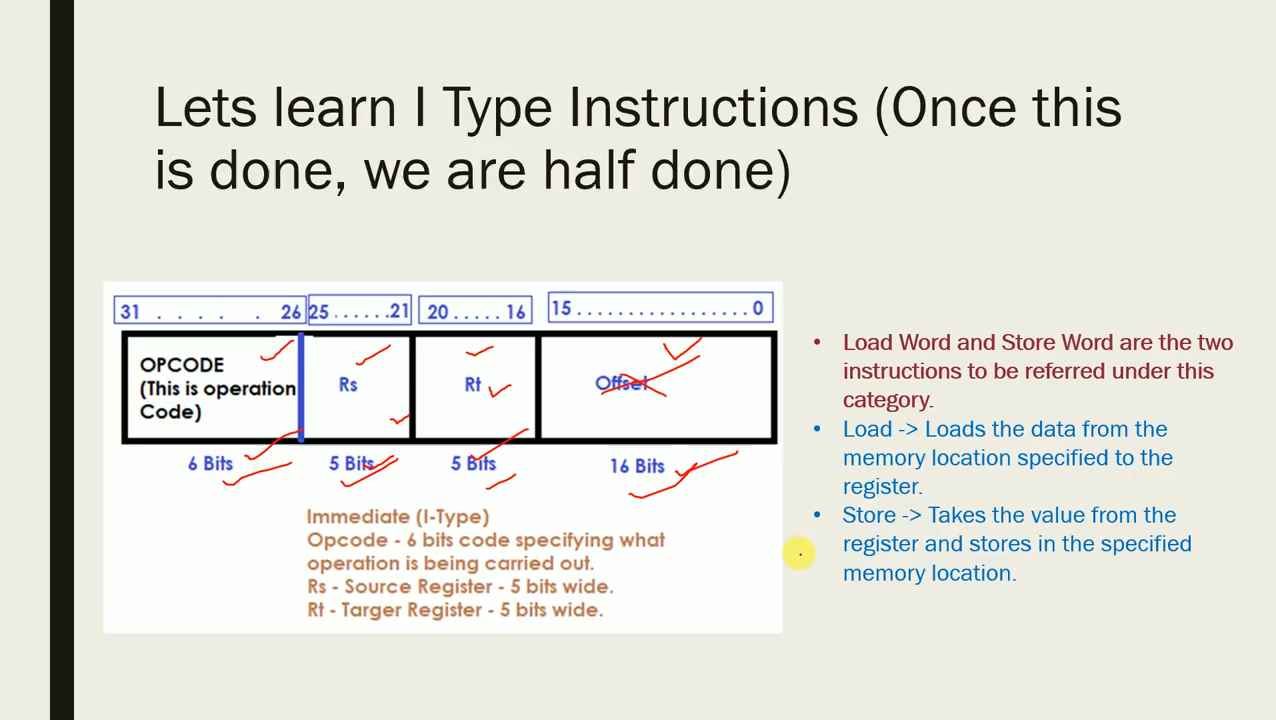 Lets learn I Type Instructions (Once this
is done, we are half done)
31 . . . . . 26 25 . . . . . . 21 20 . . . . . 16 15 . . . . . . . . . . . . . . . . 0
OPCODE
(This is operation
Code)
Rs
Rt
Offset
6 Bits 5 Bits 5 Bits 16 Bits
Immediate (I-Type)
Opcode - 6 bits code specifying what
operation is being carried out.
Rs - Source Register - 5 bits wide.
Rt - Targer Register - 5 bits wide.
• Load Word and Store Word are the two
instructions to be referred under this
category.
• Load -> Loads the data from the
memory location specified to the
register.
• Store -> Takes the value from the
register and stores in the specified
memory location.